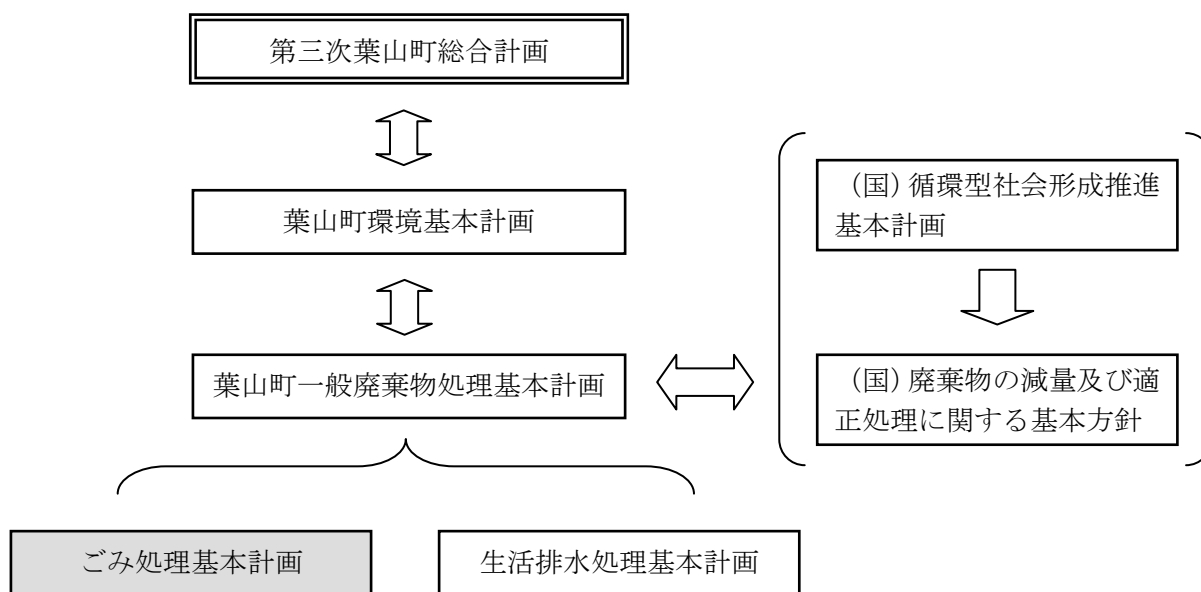 第三次葉山町総合計画
葉山町環境基本計画
葉山町一般廃棄物処理基本計画
(国)循環型社会形成推進
基本計画
(国)廃棄物の減量及び適
正処理に関する基本方針
ごみ処理基本計画
生活排水処理基本計画